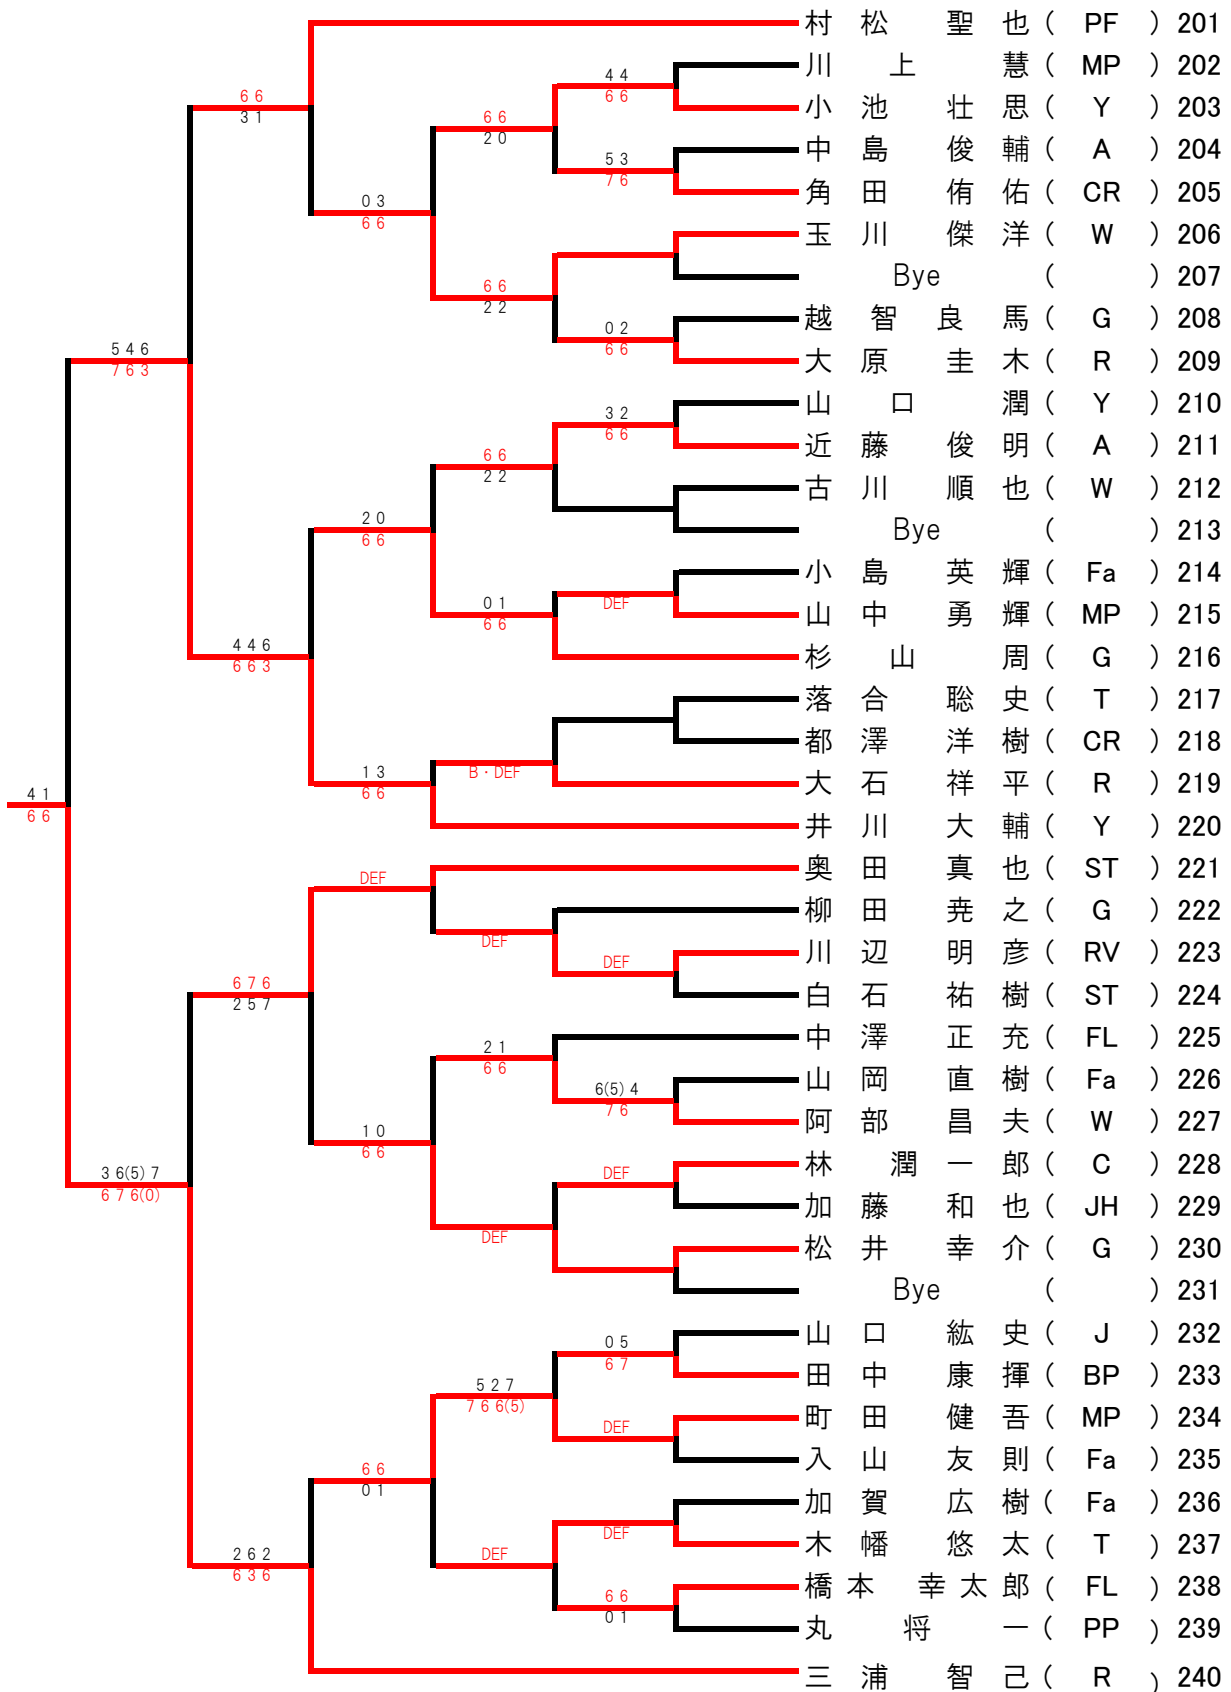 村松 聖也 ( PF ) 201
川上 慧 ( MP ) 202
4 4
6 6
小池 壮思 ( Y ) 203
6 6
3 1
6 6
2 0
中島 俊輔 ( A ) 204
5 3
7 6
角田 侑佑 ( CR ) 205
0 3
6 6
玉川 傑洋 ( W ) 206
Bye ( ) 207
6 6
2 2
越智 良馬 ( G ) 208
0 2
6 6
大原 圭木 ( R ) 209
5 4 6
7 6 3
山口 潤 ( Y ) 210
3 2
6 6
近藤 俊明 ( A ) 211
6 6
2 2
古川 順也 ( W ) 212
2 0
6 6
Bye ( ) 213
小島 英輝 ( Fa ) 214
DEF
0 1
6 6
山中 勇輝 ( MP ) 215
4 4 6
6 6 3
杉山 周 ( G ) 216
落合 聡史 ( T ) 217
都澤 洋樹 ( CR ) 218
B・DEF
1 3
6 6
大石 祥平 ( R ) 219
4 1
6 6
井川 大輔 ( Y ) 220
奥田 真也 ( ST ) 221
DEF
柳田 尭之 ( G ) 222
DEF
川辺 明彦 ( RV ) 223
DEF
6 7 6
2 5 7
白石 祐樹 ( ST ) 224
中澤 正充 ( FL ) 225
2 1
6 6
山岡 直樹 ( Fa ) 226
6(5) 4
7 6
阿部 昌夫 ( W ) 227
1 0
6 6
林 潤一郎 ( C ) 228
DEF
3 6(5) 7
6 7 6(0)
加藤 和也 ( JH ) 229
DEF
松井 幸介 ( G ) 230
Bye ( ) 231
山口 紘史 ( J ) 232
0 5
6 7
田中 康揮 ( BP ) 233
5 2 7
7 6 6(5)
町田 健吾 ( MP ) 234
DEF
入山 友則 ( Fa ) 235
6 6
0 1
加賀 広樹 ( Fa ) 236
DEF
木幡 悠太 ( T ) 237
DEF
2 6 2
6 3 6
橋本 幸太郎 ( FL ) 238
6 6
0 1
丸 将一 ( PP ) 239
三浦 智己 ( R ) 240